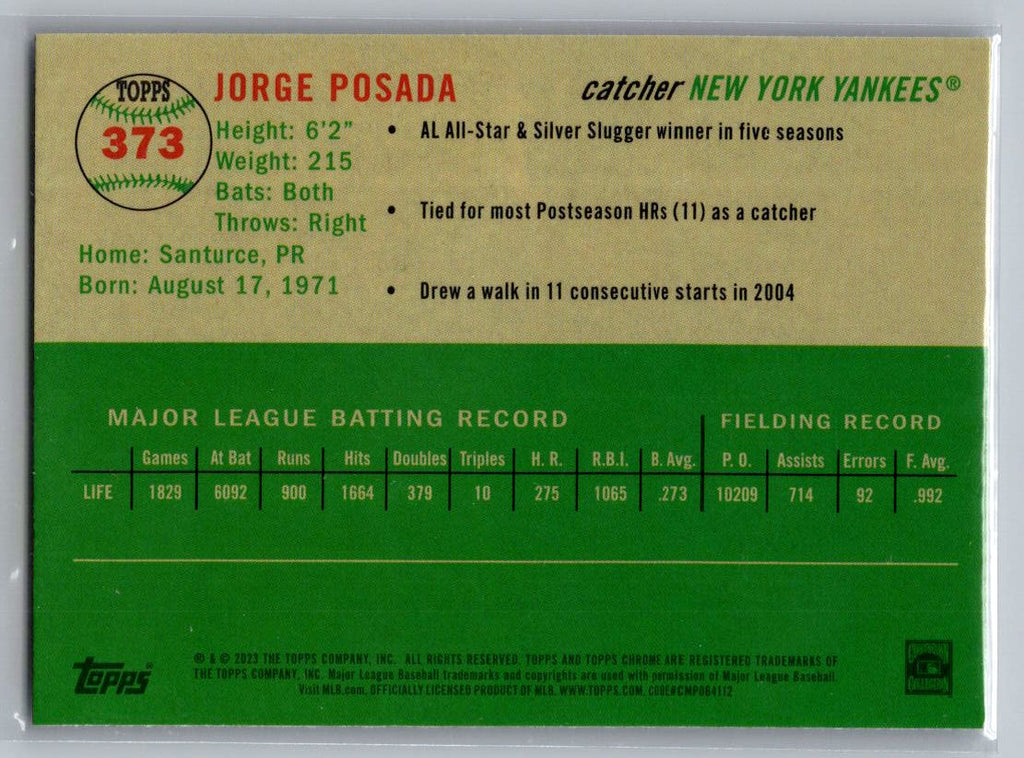 TOPPS
373
JORGE POSADA
catcher NEW YORK YANKEES®
Height: 6'2"
Weight: 215
Bats: Both
Throws: Right
Home: Santurce, PR
Born: August 17, 1971
• AL All-Star & Silver Slugger winner in five seasons
• Tied for most Postseason HRs (11) as a catcher
• Drew a walk in 11 consecutive starts in 2004
MAJOR LEAGUE BATTING RECORD
FIELDING RECORD
Games At Bat Runs Hits Doubles Triples H. R. R.B.I. B. Avg. P. O. Assists Errors F. Avg.
LIFE 1829 6092 900 1664 379 10 275 1065 .273 10209 714 92 .992
topps®
® & © 2023 THE TOPPS COMPANY, INC. ALL RIGHTS RESERVED. TOPPS AND TOPPS CHROME ARE REGISTERED TRADEMARKS OF
THE TOPPS COMPANY, INC. Major League Baseball trademarks and copyrights are used with permission of Major League Baseball.
Visit MLB.com. OFFICIALLY LICENSED PRODUCT OF MLB. WWW.TOPPS.COM. CODE#CMP084112